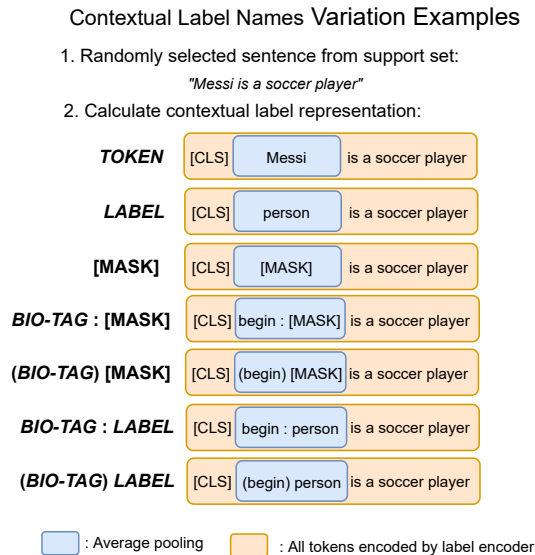 Contextual Label Names Variation Examples
1. Randomly selected sentence from support set:
"Messi is a soccer player"
2. Calculate contextual label representation:
TOKEN [CLS] Messi is a soccer player
LABEL [CLS] person is a soccer player
[MASK] [CLS] [MASK] is a soccer player
BIO-TAG : [MASK] [CLS] begin : [MASK] is a soccer player
(BIO-TAG) [MASK] [CLS] (begin) [MASK] is a soccer player
BIO-TAG : LABEL [CLS] begin : person is a soccer player
(BIO-TAG) LABEL [CLS] (begin) person is a soccer player
: Average pooling : All tokens encoded by label encoder